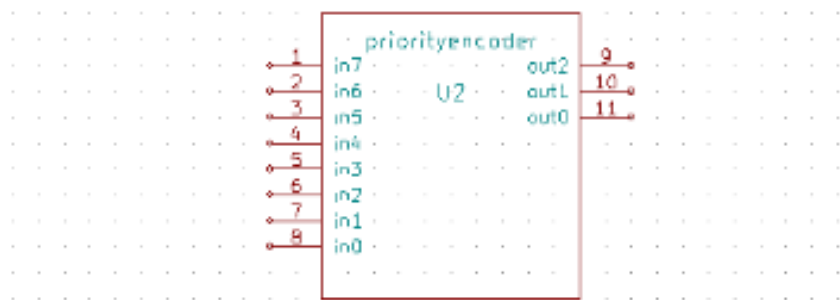 priorityencoder
1 in7 out2 9
2 in6 U2 out1 10
3 in5 out0 11
4 in4
5 in3
6 in2
7 in1
8 in0